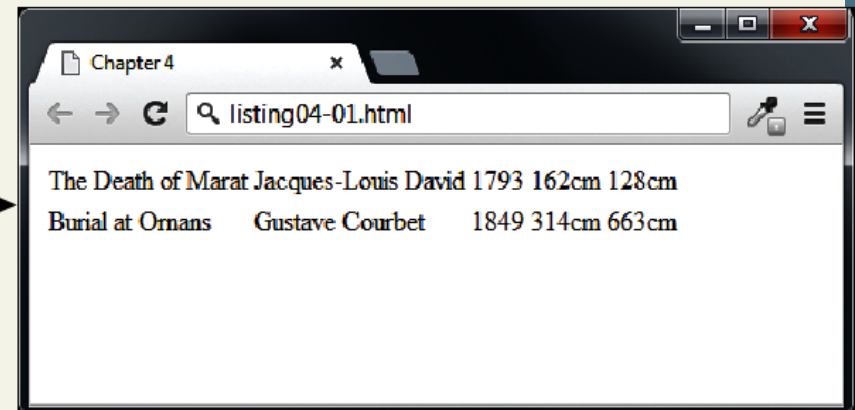 Chapter 4
listing04-01.html
The Death of Marat Jacques-Louis David 1793 162cm 128cm
Burial at Ornans Gustave Courbet 1849 314cm 663cm